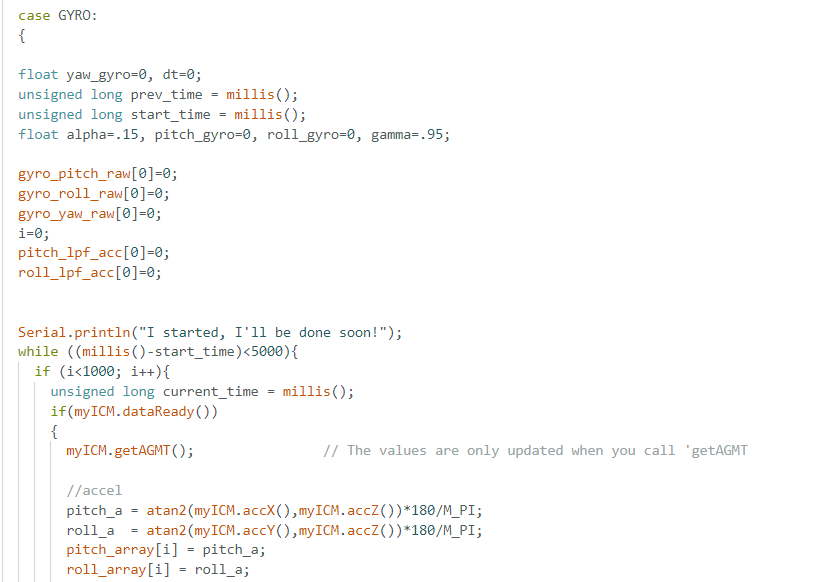 case GYRO:
{
float yaw_gyro=0, dt=0;
unsigned long prev_time = millis();
unsigned long start_time = millis();
float alpha=.15, pitch_gyro=0, roll_gyro=0, gamma=.95;
gyro_pitch_raw[0]=0;
gyro_roll_raw[0]=0;
gyro_yaw_raw[0]=0;
i=0;
pitch_lpf_acc[0]=0;
roll_lpf_acc[0]=0;
Serial.println("I started, I'll be done soon!");
while ((millis()-start_time)<5000){
if (i<1000; i++){
unsigned long current_time = millis();
if(myICM.dataReady())
{
myICM.getAGMT(); // The values are only updated when you call 'getAGMT
//accel
pitch_a = atan2(myICM.accX(),myICM.accZ())*180/M_PI;
roll_a = atan2(myICM.accY(),myICM.accZ())*180/M_PI;
pitch_array[i] = pitch_a;
roll_array[i] = roll_a;